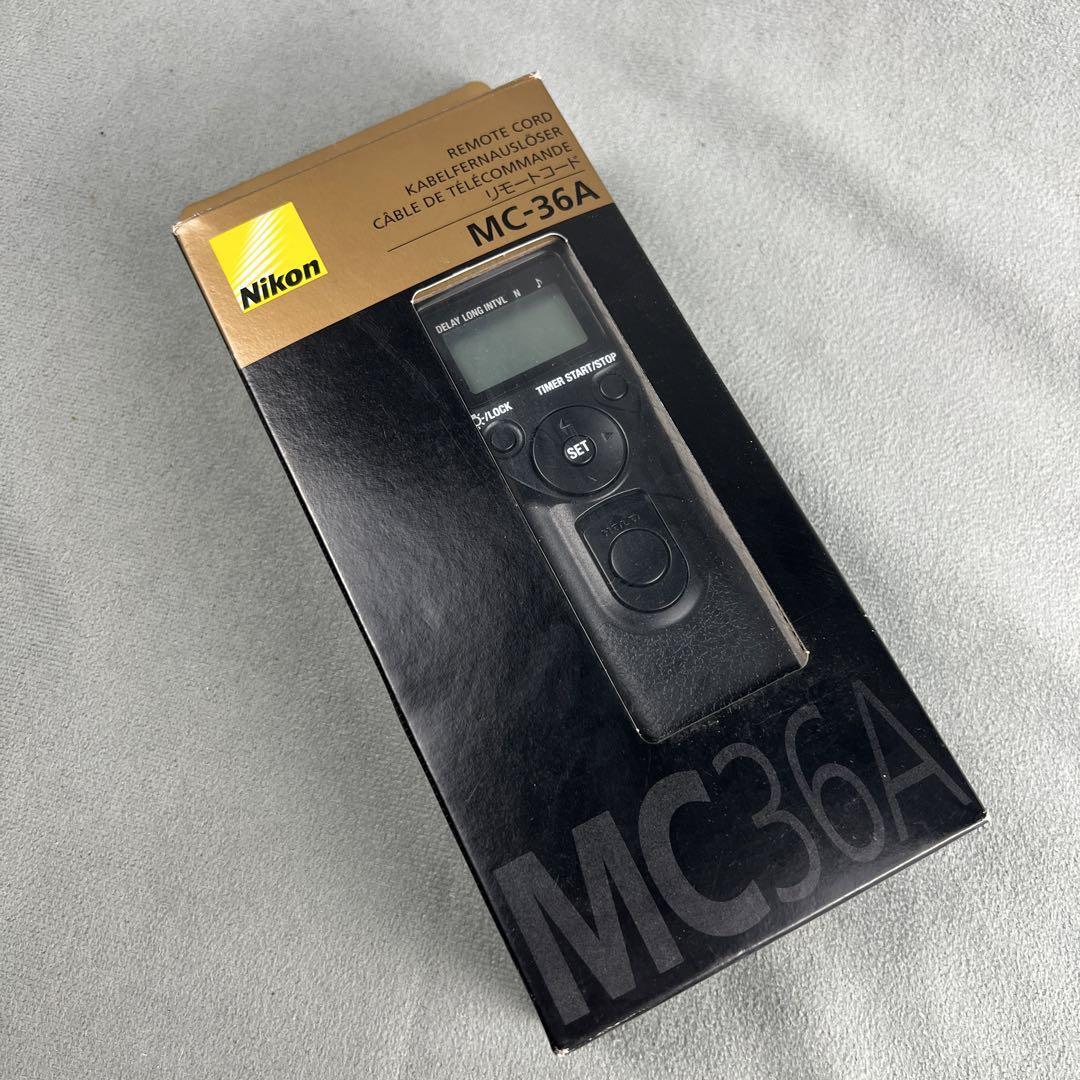 REMOTE CORD
KABELFERNAUSLÖSER
CÂBLE DE TÉLÉCOMMANDE
リモートコード
MC-36A
Nikon
DELAY LONG INTVL N ♪
TIMER START/STOP
/LOCK
SET
HOLD
MC36A